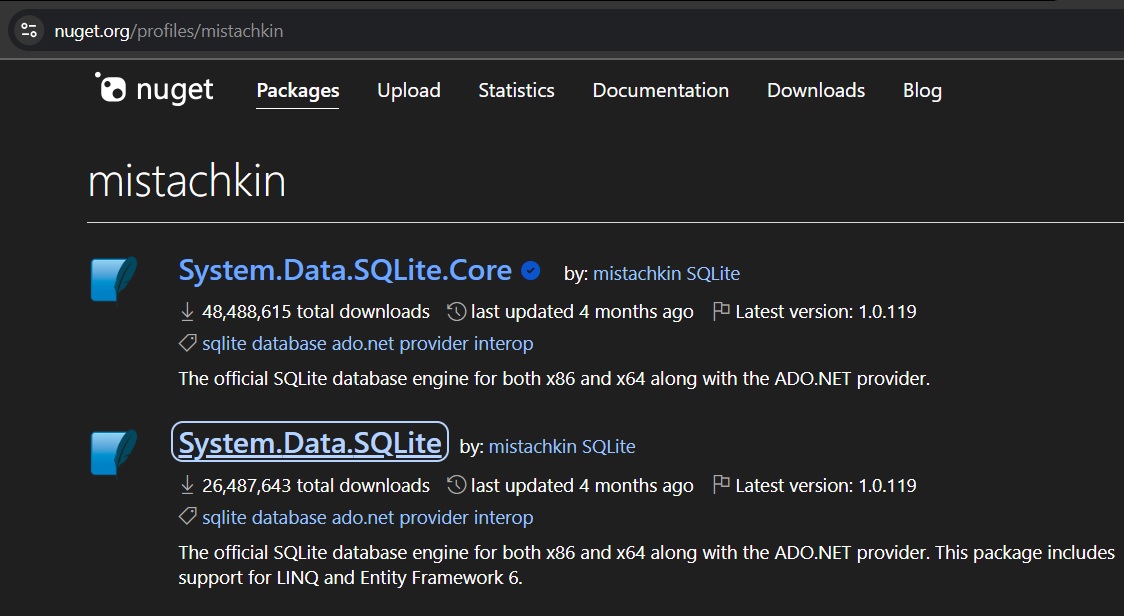 nuget.org/profiles/mistachkin
nuget Packages Upload Statistics Documentation Downloads Blog
mistachkin
System.Data.SQLite.Core by: mistachkin SQLite
48,488,615 total downloads last updated 4 months ago Latest version: 1.0.119
sqlite database ado.net provider interop
The official SQLite database engine for both x86 and x64 along with the ADO.NET provider.
System.Data.SQLite by: mistachkin SQLite
26,487,643 total downloads last updated 4 months ago Latest version: 1.0.119
sqlite database ado.net provider interop
The official SQLite database engine for both x86 and x64 along with the ADO.NET provider. This package includes
support for LINQ and Entity Framework 6.